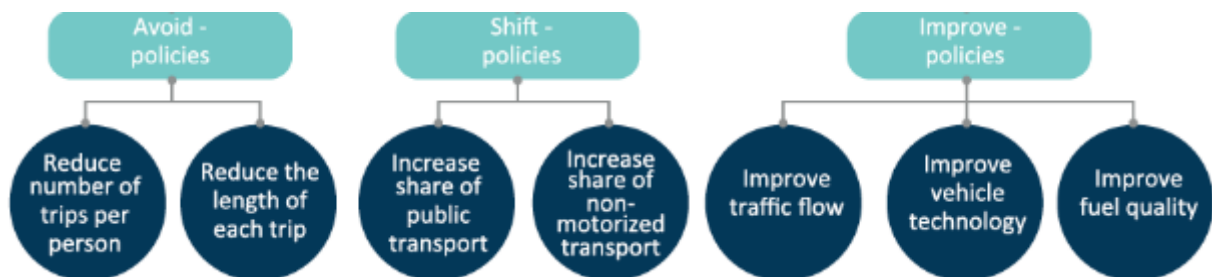 Avoid -
policies
Shift -
policies
Improve -
policies
Reduce
number of
trips per
person
Reduce the
length of
each trip
Increase
share of
public
transport
Increase
share of
non-
motorized
transport
Improve
traffic flow
Improve
vehicle
technology
Improve
fuel quality